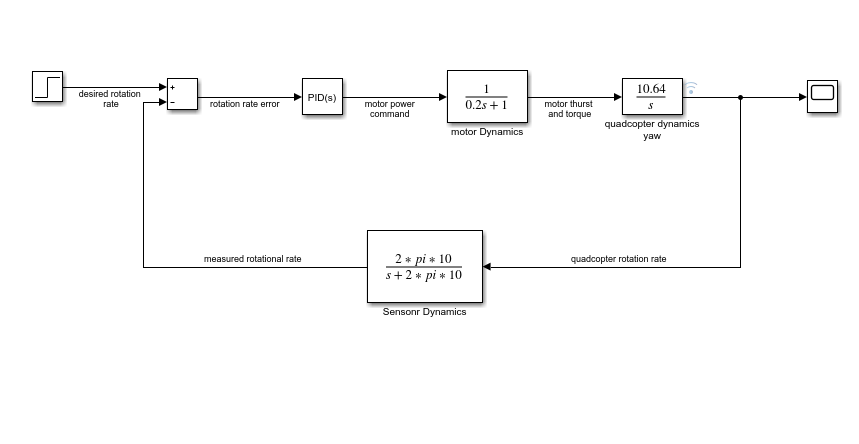 +
−
desired rotation
rate
rotation rate error
PID(s)
motor power
command
1
0.2s + 1
motor Dynamics
motor thurst
and torque
10.64
s
quadcopter dynamics
yaw
measured rotational rate
2 * pi * 10
s + 2 * pi * 10
Sensonr Dynamics
quadcopter rotation rate